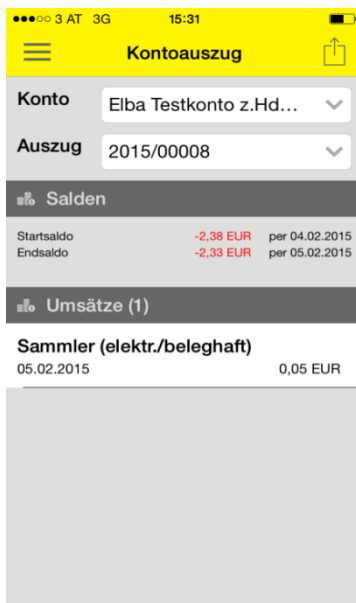 3 AT 3G 15:31
Kontoauszug
Konto Elba Testkonto z.Hd...
Auszug 2015/00008
Salden
Startsaldo -2,38 EUR per 04.02.2015
Endsaldo -2,33 EUR per 05.02.2015
Umsätze (1)
Sammler (elektr./beleghaft)
05.02.2015 0,05 EUR